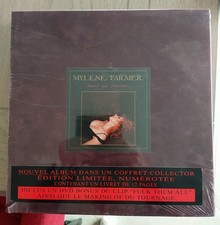 MYLENE FARMER
NOUVEL ALBUM DANS UN COFFRET COLLECTOR
ÉDITION LIMITÉE, NUMÉROTÉE
CONTENANT UN LIVRET DE 12 PAGES
INCLUS UN DVD BONUS DU CLIP "FUCK THEM ALL"
AINSI QUE LE MAKING OF DU TOURNAGE